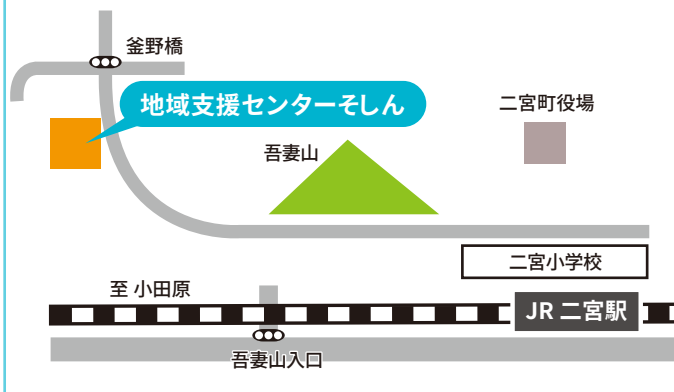 釜野橋
地域支援センターそしん
二宮町役場
吾妻山
二宮小学校
至 小田原
JR 二宮駅
吾妻山入口